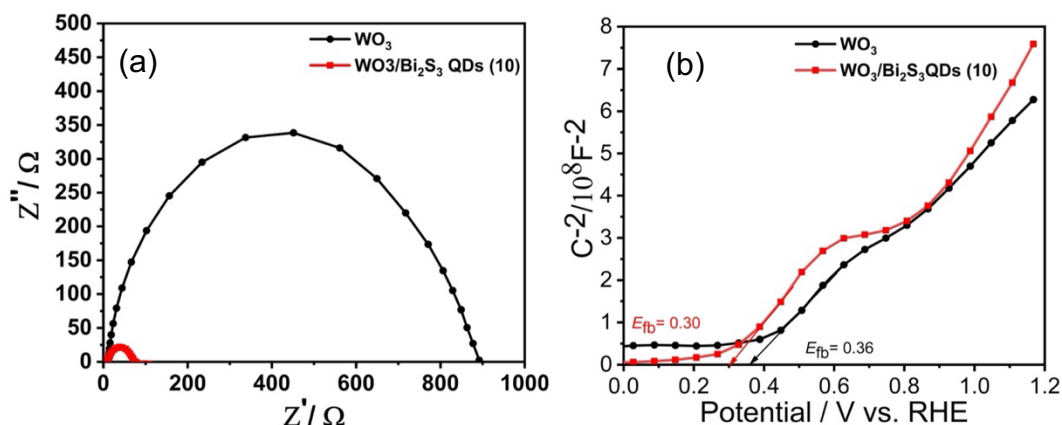 (a)
WO₃
WO3/Bi₂S₃ QDs (10)
500
450
400
350
300
250
200
150
100
50
0
Z''/ Ω
0 200 400 600 800 1000
Z'/ Ω
(b)
WO₃
WO₃/Bi₂S₃QDs (10)
8
7
6
5
4
3
2
1
0
C⁻²/10⁸F⁻²
E_fb= 0.30
E_fb= 0.36
0.0 0.2 0.4 0.6 0.8 1.0 1.2
Potential / V vs. RHE